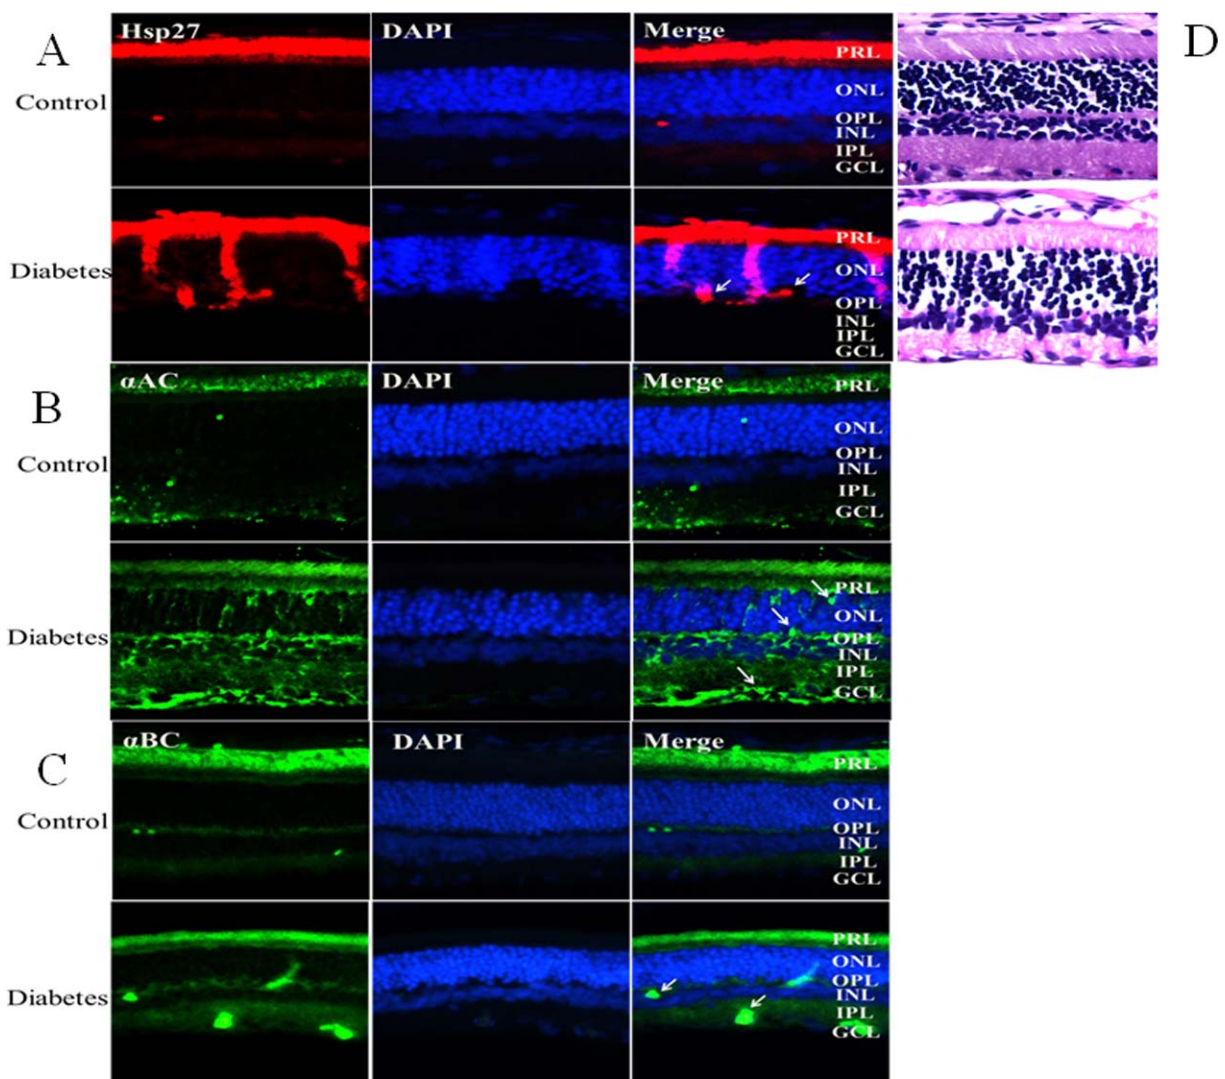 A
Hsp27
DAPI
Merge
D
Control
PRL
ONL
OPL
INL
IPL
GCL
Diabetes
PRL
ONL
OPL
INL
IPL
GCL
B
αAC
DAPI
Merge
Control
PRL
ONL
OPL
INL
IPL
GCL
Diabetes
PRL
ONL
OPL
INL
IPL
GCL
C
αBC
DAPI
Merge
Control
PRL
ONL
OPL
INL
IPL
GCL
Diabetes
PRL
ONL
OPL
INL
IPL
GCL